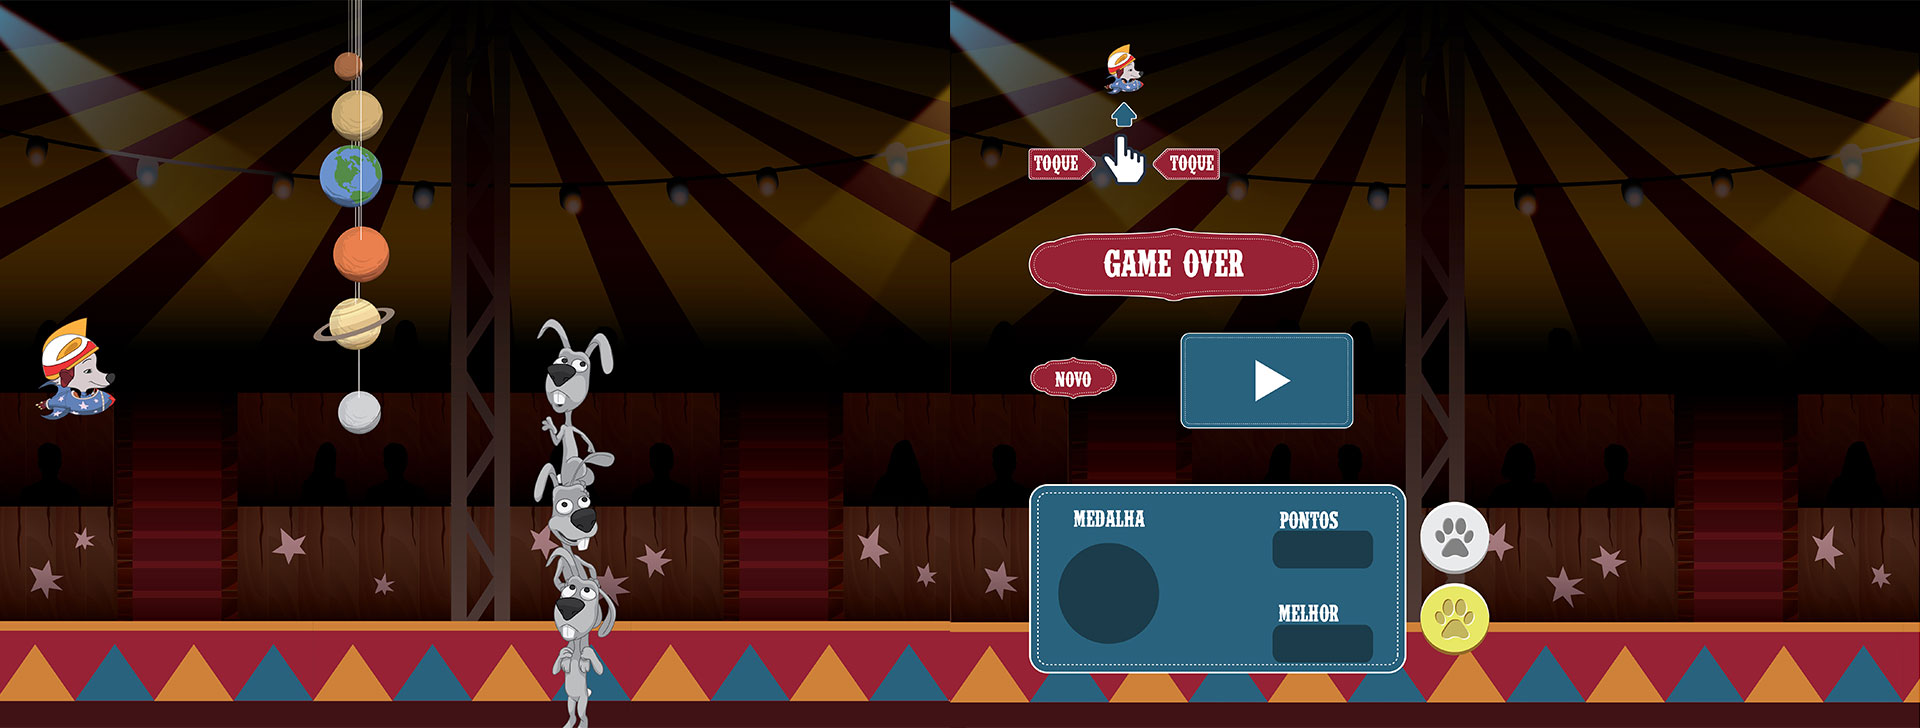 TOQUE TOQUE
GAME OVER
NOVO
MEDALHA
PONTOS
MELHOR